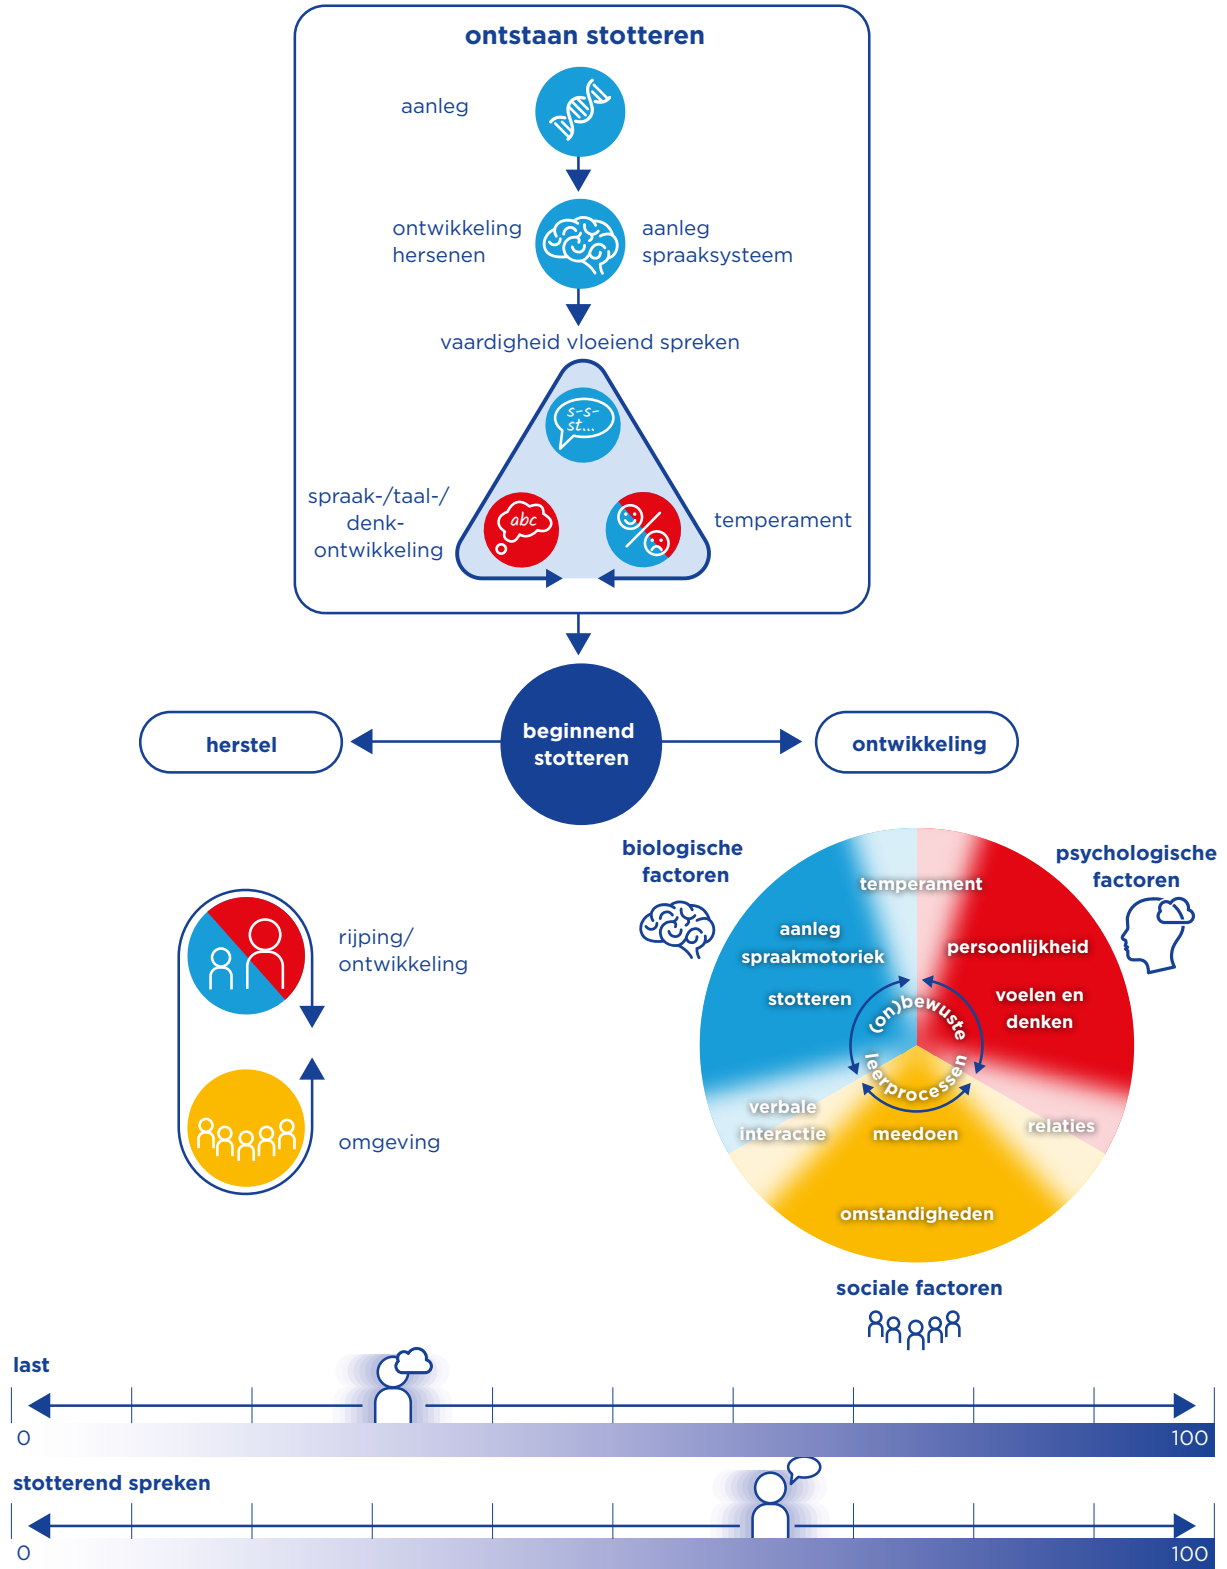 ontstaan stotteren
aanleg
ontwikkeling
hersenen
aanleg
spraaksysteem
vaardigheid vloeiend spreken
s-s-
st...
spraak-/taal-/
denk-
ontwikkeling
abc
temperament
beginnend
stotteren
herstel
ontwikkeling
biologische
factoren
psychologische
factoren
temperament
aanleg
spraakmotoriek
persoonlijkheid
stotteren
voelen en
denken
(on)bewuste
leerprocessen
verbale
interactie
meedoen
relaties
omstandigheden
sociale factoren
rijping/
ontwikkeling
omgeving
last
0
100
stotterend spreken
0
100